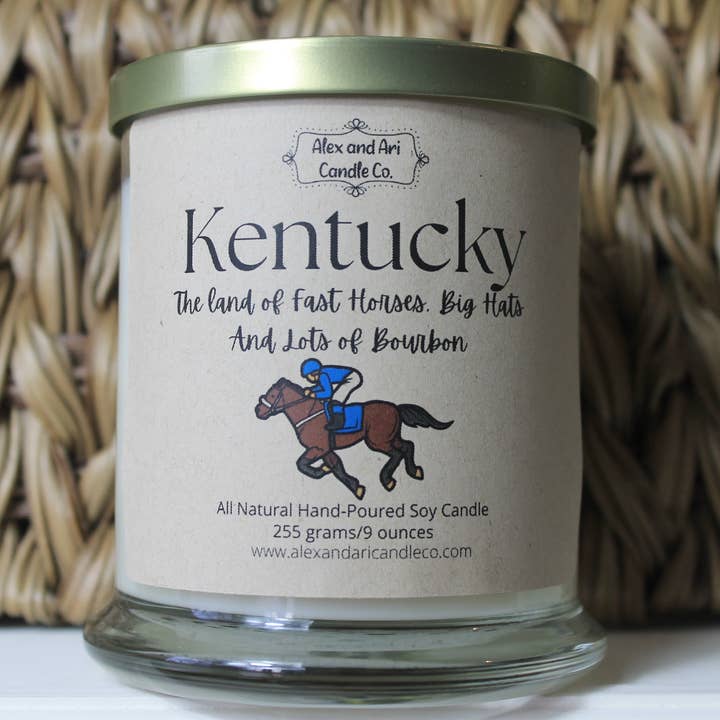 Alex and Ari
Candle Co.
Kentucky
The land of Fast Horses, Big Hats
And Lots of Bourbon
All Natural Hand-Poured Soy Candle
255 grams/9 ounces
www.alexandaricandleco.com